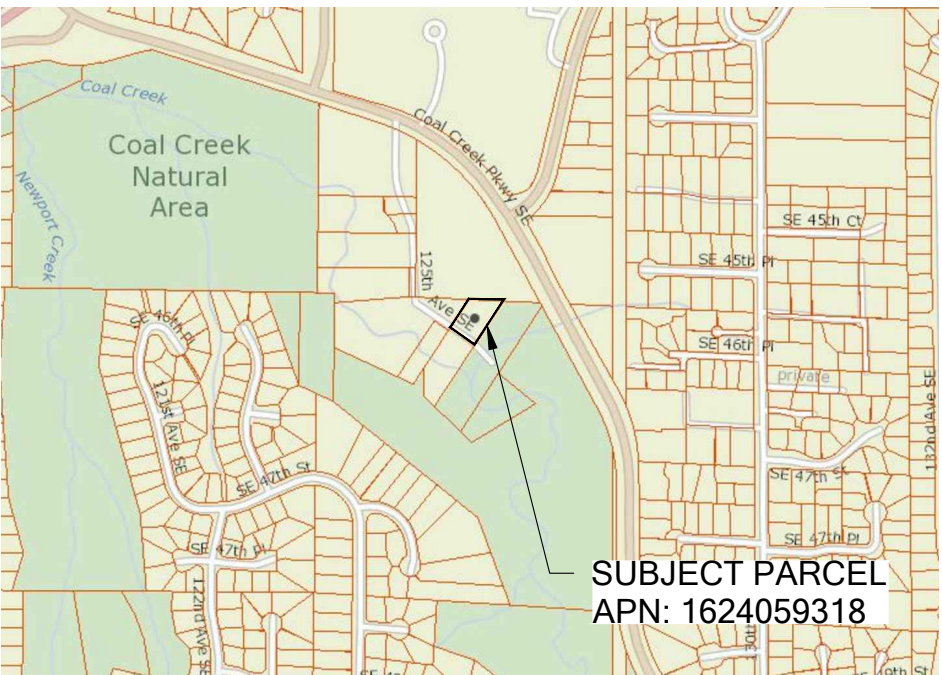 Coal Creek
Coal Creek
Natural
Area
Newport Creek
Coal Creek Pkwy SE
125th
Ave SE
SE 45th Ct
SE 45th Pl
SE 46th Pl
private
132nd Ave SE
SE 46th Pl
121st Ave SE
SE 47th St
SE 47th Pl
122nd Ave SE
SE 47th St
SE 47th Pl
SUBJECT PARCEL
APN: 1624059318
130th